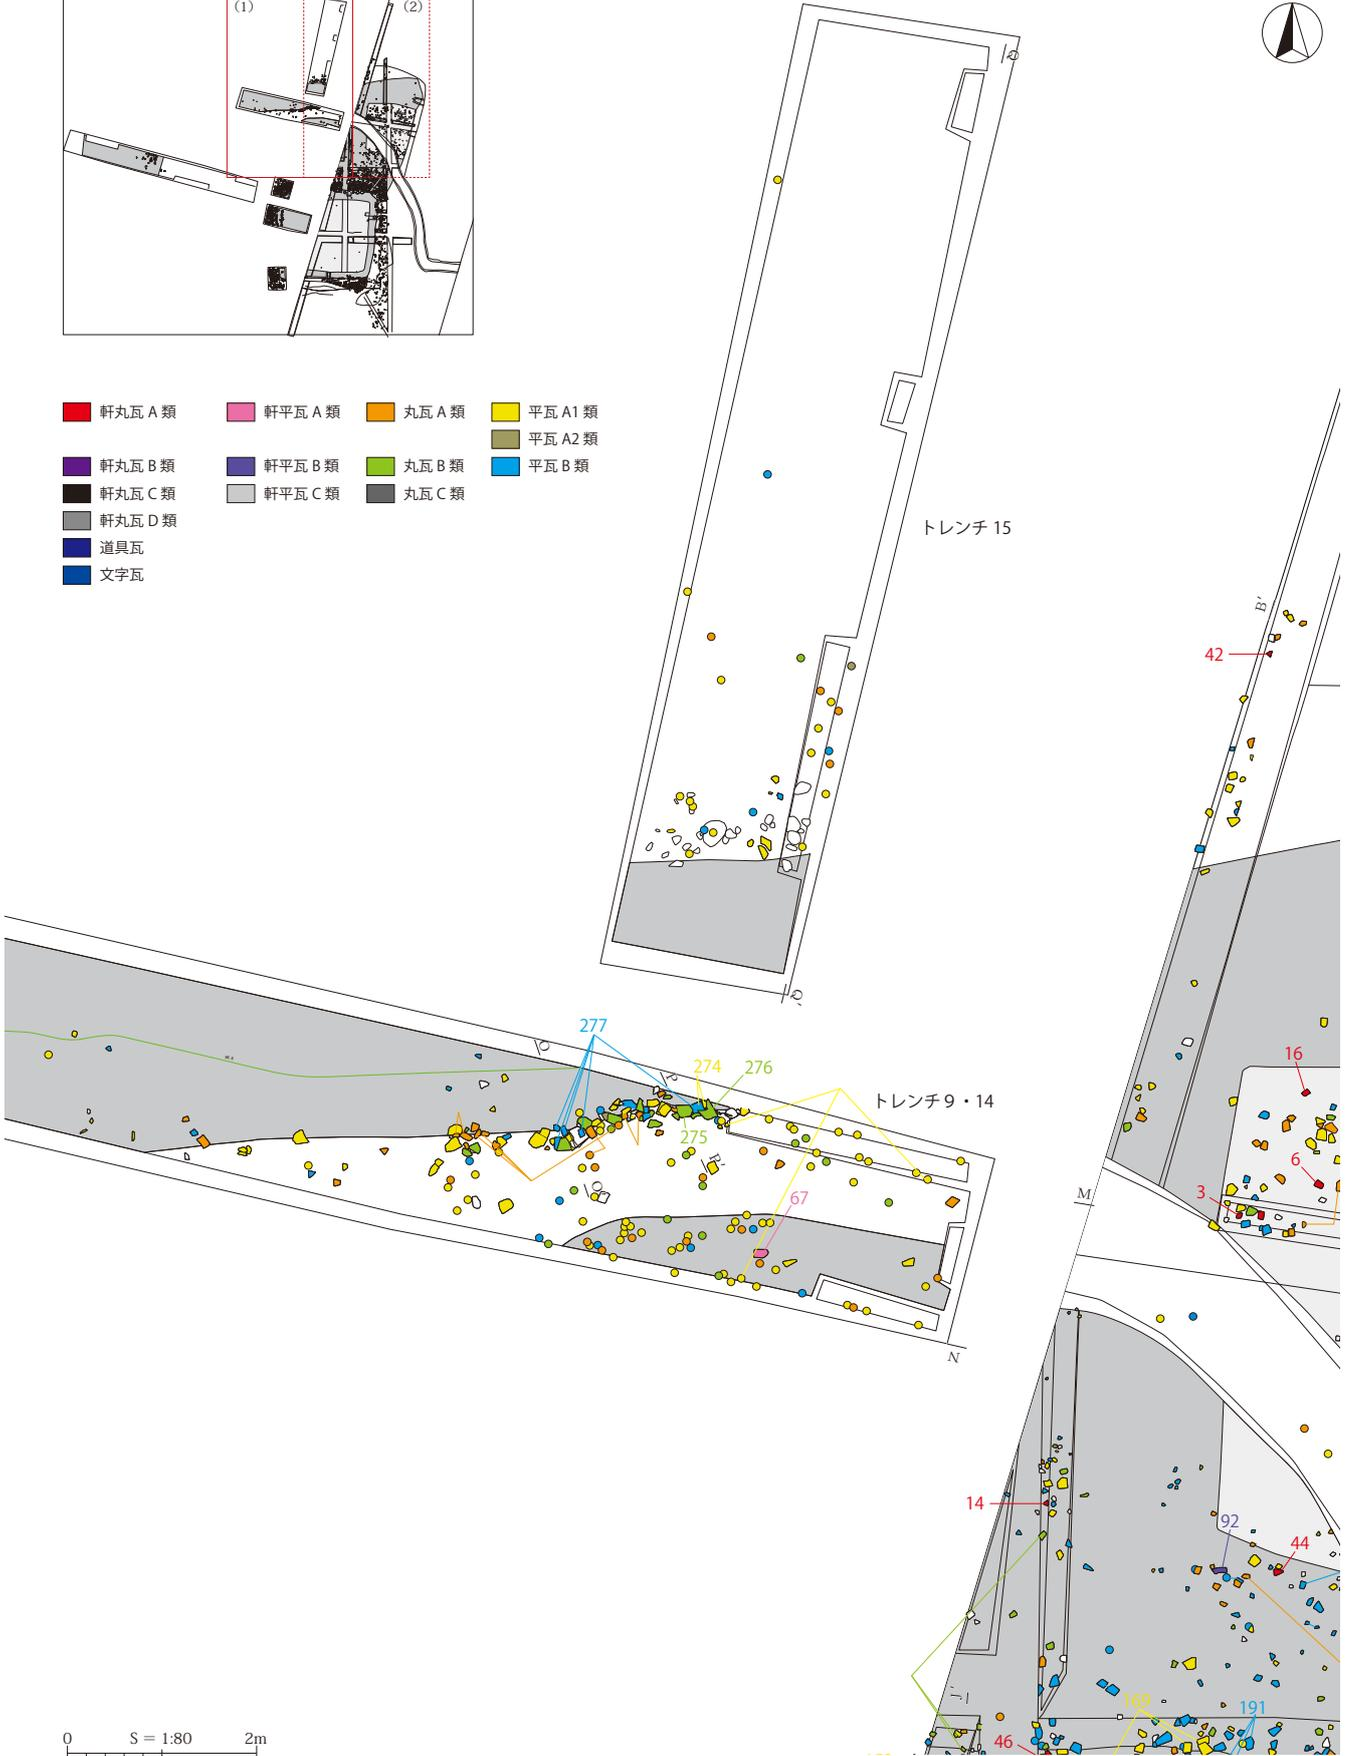 (1)
(2)
軒丸瓦 A 類
軒平瓦 A 類
丸瓦 A 類
平瓦 A1 類
平瓦 A2 類
軒丸瓦 B 類
軒平瓦 B 類
丸瓦 B 類
平瓦 B 類
軒丸瓦 C 類
軒平瓦 C 類
丸瓦 C 類
軒丸瓦 D 類
道具瓦
文字瓦
Q
トレンチ 15
B′
42
Q′
277
O
P
274
276
トレンチ 9・14
275
P′
O′
67
16
6
3
M
N
14
92
44
J′
169
191
46
0
S = 1:80
2m